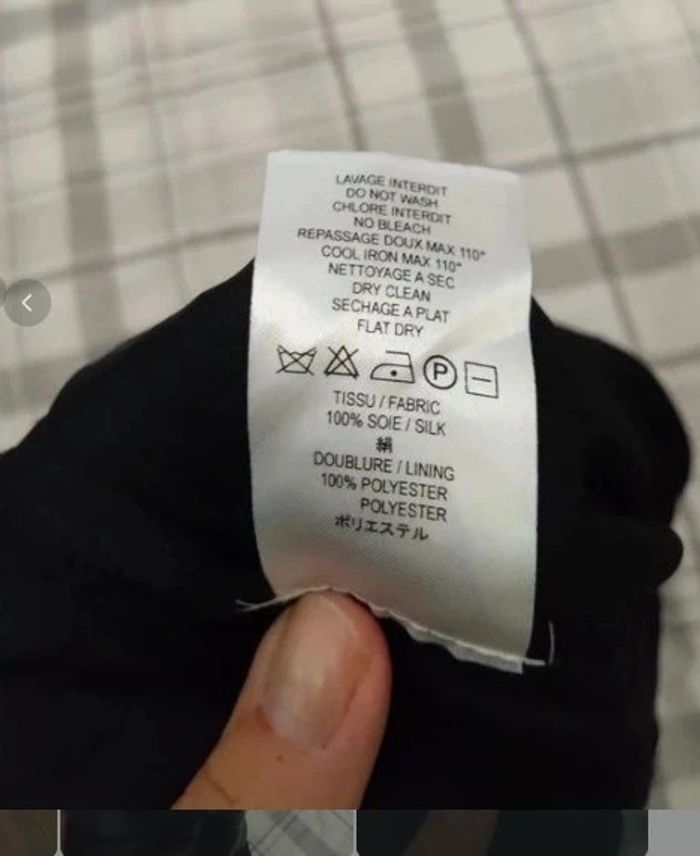 LAVAGE INTERDIT
DO NOT WASH
CHLORE INTERDIT
NO BLEACH
REPASSAGE DOUX MAX 110°
COOL IRON MAX 110°
NETTOYAGE A SEC
DRY CLEAN
SECHAGE A PLAT
FLAT DRY
P
TISSU / FABRIC
100% SOIE / SILK
絹
DOUBLURE / LINING
100% POLYESTER
POLYESTER
ポリエステル